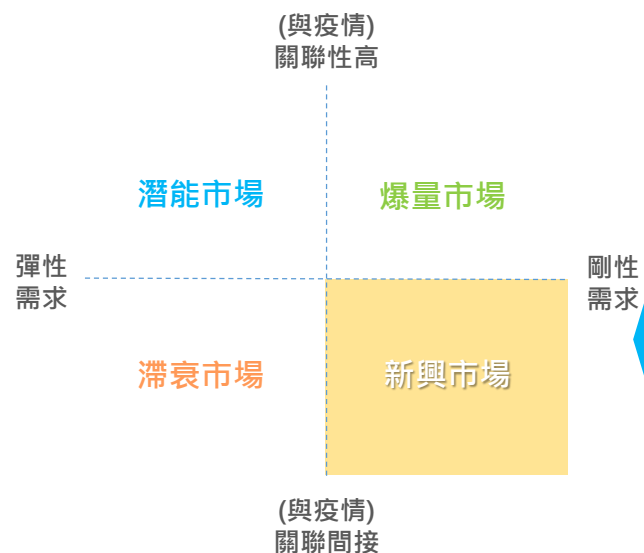 (與疫情)
關聯性高
潛能市場
爆量市場
彈性
需求
剛性
需求
滯衰市場
新興市場
(與疫情)
關聯間接